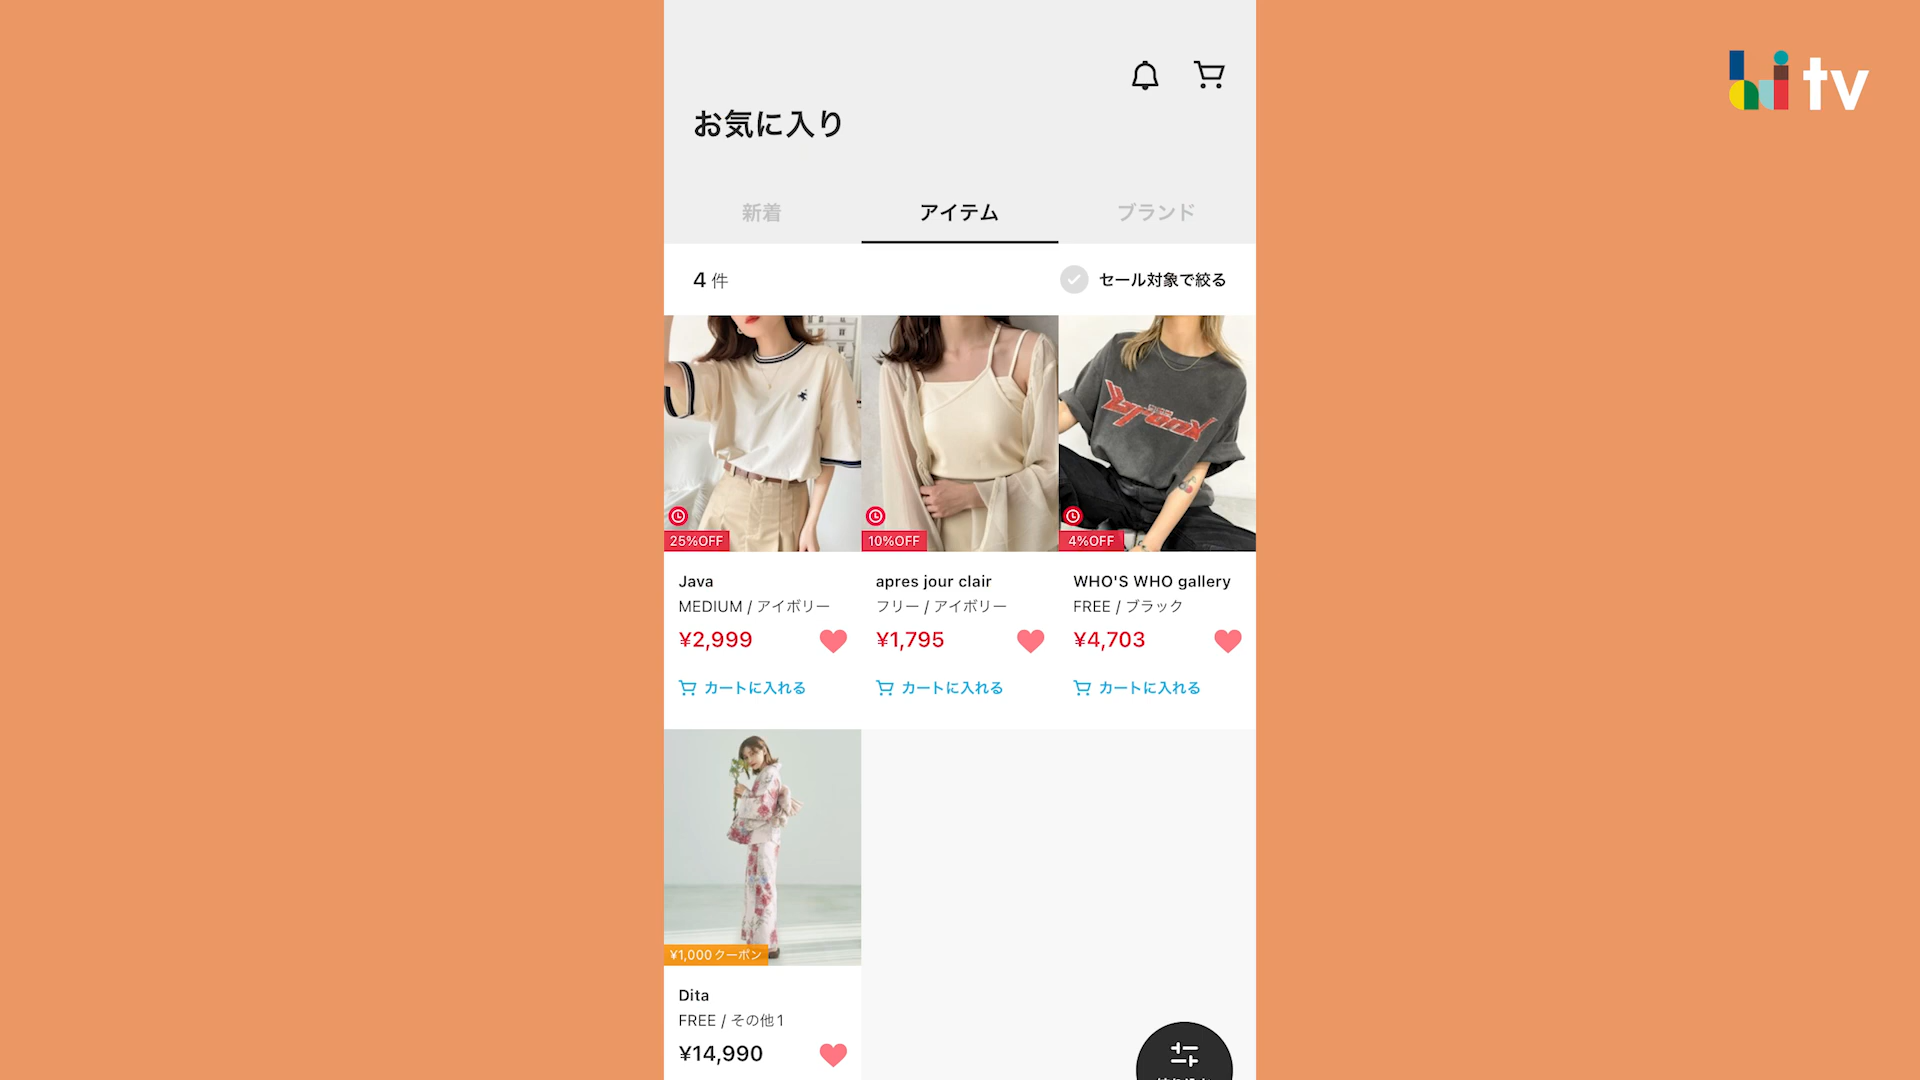 tv
お気に入り
新着
アイテム
ブランド
4 件
セール対象で絞る
25%OFF
10%OFF
4%OFF
Java
MEDIUM / アイボリー
¥2,999
カートに入れる
apres jour clair
フリー / アイボリー
¥1,795
カートに入れる
WHO'S WHO gallery
FREE / ブラック
¥4,703
カートに入れる
¥1,000クーポン
Dita
FREE / その他1
¥14,990